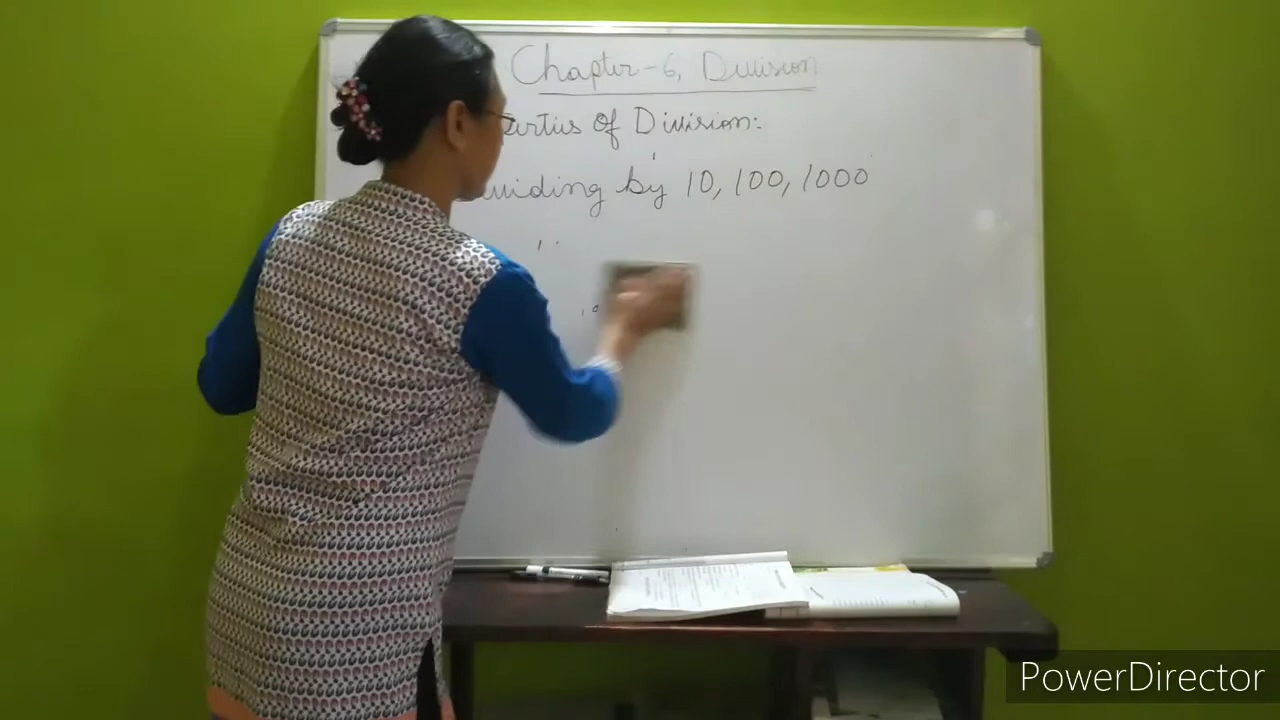 Chapter-6, Division
erties of Division:
viding by 10, 100, 1000
PowerDirector